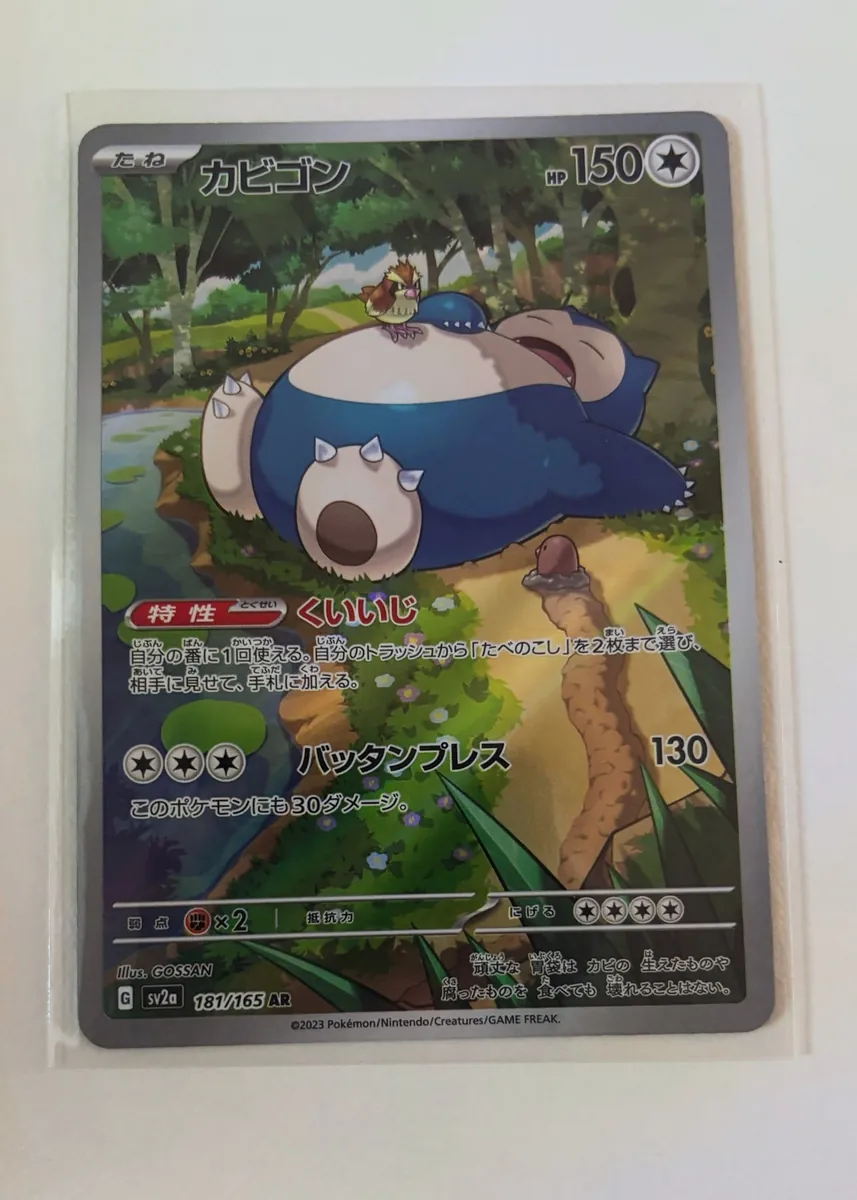 たね カビゴン HP 150
特性 とくせい くいいじ
自分の番に1回使える。自分のトラッシュから「たべのこし」を2枚まで選び、
相手に見せて、手札に加える。
バッタンプレス 130
このポケモンにも30ダメージ。
弱点 ×2 抵抗力 にげる
Illus. GOSSAN
頑丈な 胃袋は カビの 生えたものや
腐ったものを 食べても 壊れることはない。
G sv2a 181/165 AR
©2023 Pokémon/Nintendo/Creatures/GAME FREAK.